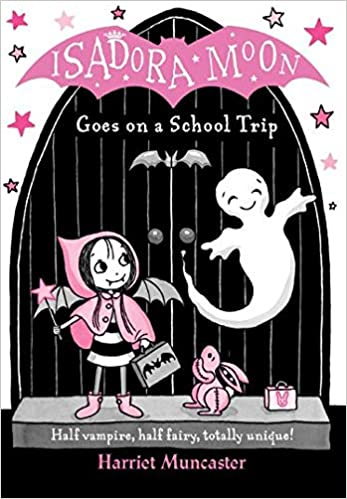 ISADORA MOON
Goes on a School Trip
Half vampire, half fairy, totally unique!
Harriet Muncaster